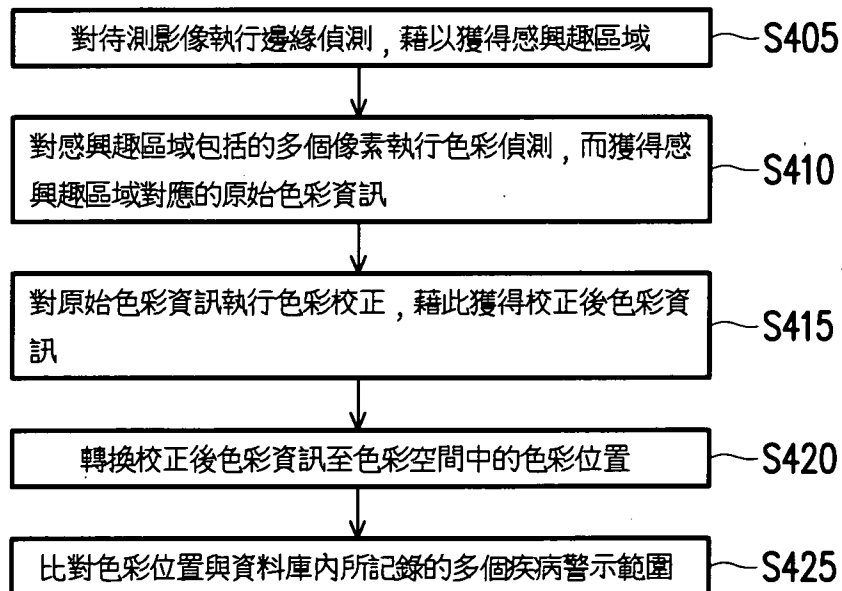 對待測影像執行邊緣偵測，藉以獲得感興趣區域
S405
對感興趣區域包括的多個像素執行色彩偵測，而獲得感
興趣區域對應的原始色彩資訊
S410
對原始色彩資訊執行色彩校正，藉此獲得校正後色彩資
訊
S415
轉換校正後色彩資訊至色彩空間中的色彩位置
S420
比對色彩位置與資料庫內所記錄的多個疾病警示範圍
S425